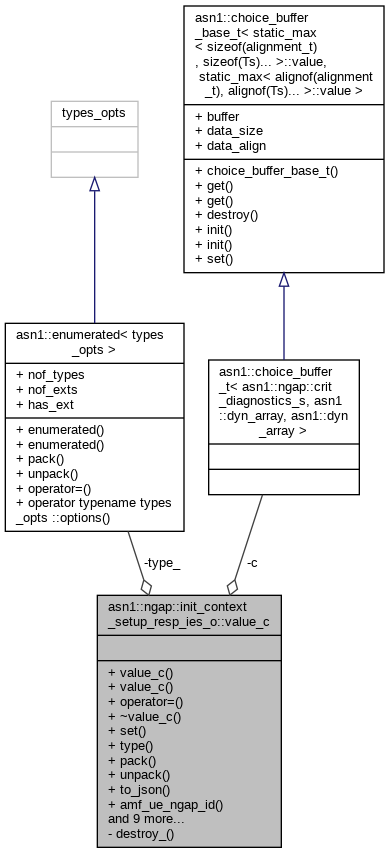 asn1::choice_buffer
_base_t< static_max
< sizeof(alignment_t)
, sizeof(Ts)... >::value,
static_max< alignof(alignment
_t), alignof(Ts)... >::value >
+ buffer
+ data_size
+ data_align
+ choice_buffer_base_t()
+ get()
+ get()
+ destroy()
+ init()
+ init()
+ set()
types_opts
asn1::enumerated< types
_opts >
+ nof_types
+ nof_exts
+ has_ext
+ enumerated()
+ enumerated()
+ pack()
+ unpack()
+ operator=()
+ operator typename types
_opts ::options()
asn1::choice_buffer
_t< asn1::ngap::crit
_diagnostics_s, asn1
::dyn_array, asn1::dyn
_array >
-type_
-c
asn1::ngap::init_context
_setup_resp_ies_o::value_c
+ value_c()
+ value_c()
+ operator=()
+ ~value_c()
+ set()
+ type()
+ pack()
+ unpack()
+ to_json()
+ amf_ue_ngap_id()
and 9 more...
- destroy_()